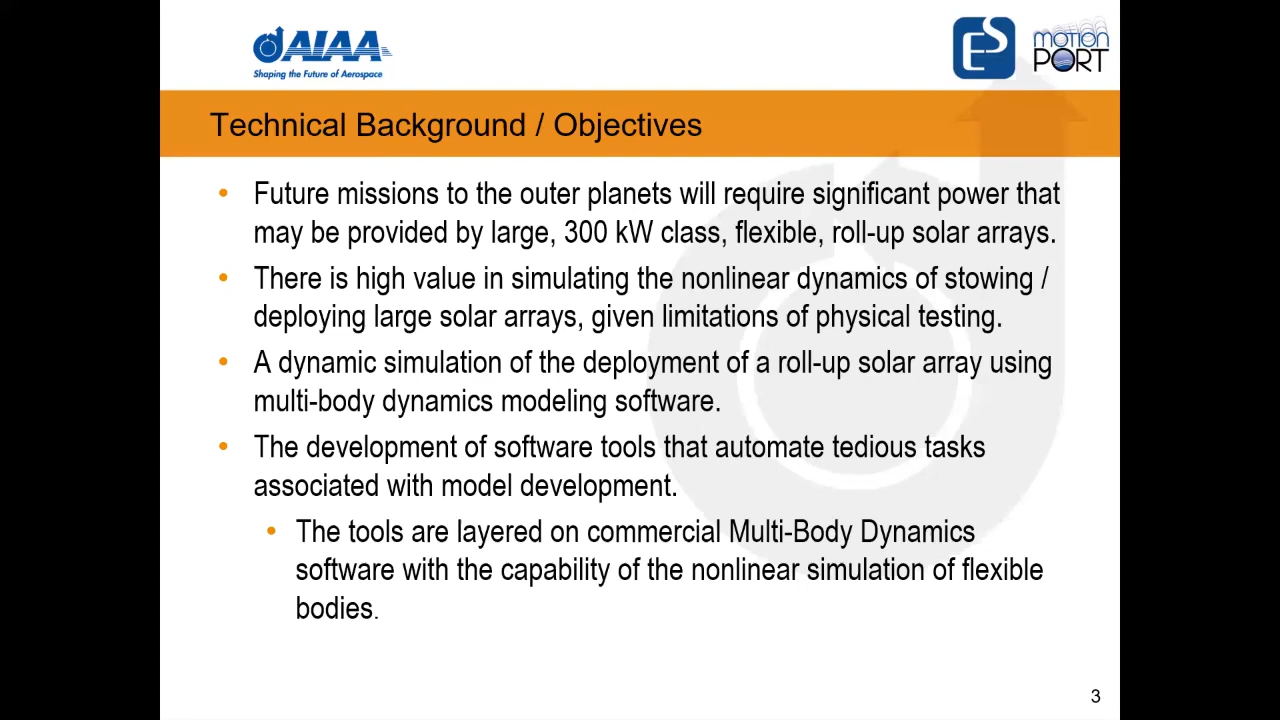 AIAA
Shaping the Future of Aerospace
ES
MOTION
PORT
Technical Background / Objectives
• Future missions to the outer planets will require significant power that
may be provided by large, 300 kW class, flexible, roll-up solar arrays.
• There is high value in simulating the nonlinear dynamics of stowing /
deploying large solar arrays, given limitations of physical testing.
• A dynamic simulation of the deployment of a roll-up solar array using
multi-body dynamics modeling software.
• The development of software tools that automate tedious tasks
associated with model development.
• The tools are layered on commercial Multi-Body Dynamics
software with the capability of the nonlinear simulation of flexible
bodies.
3